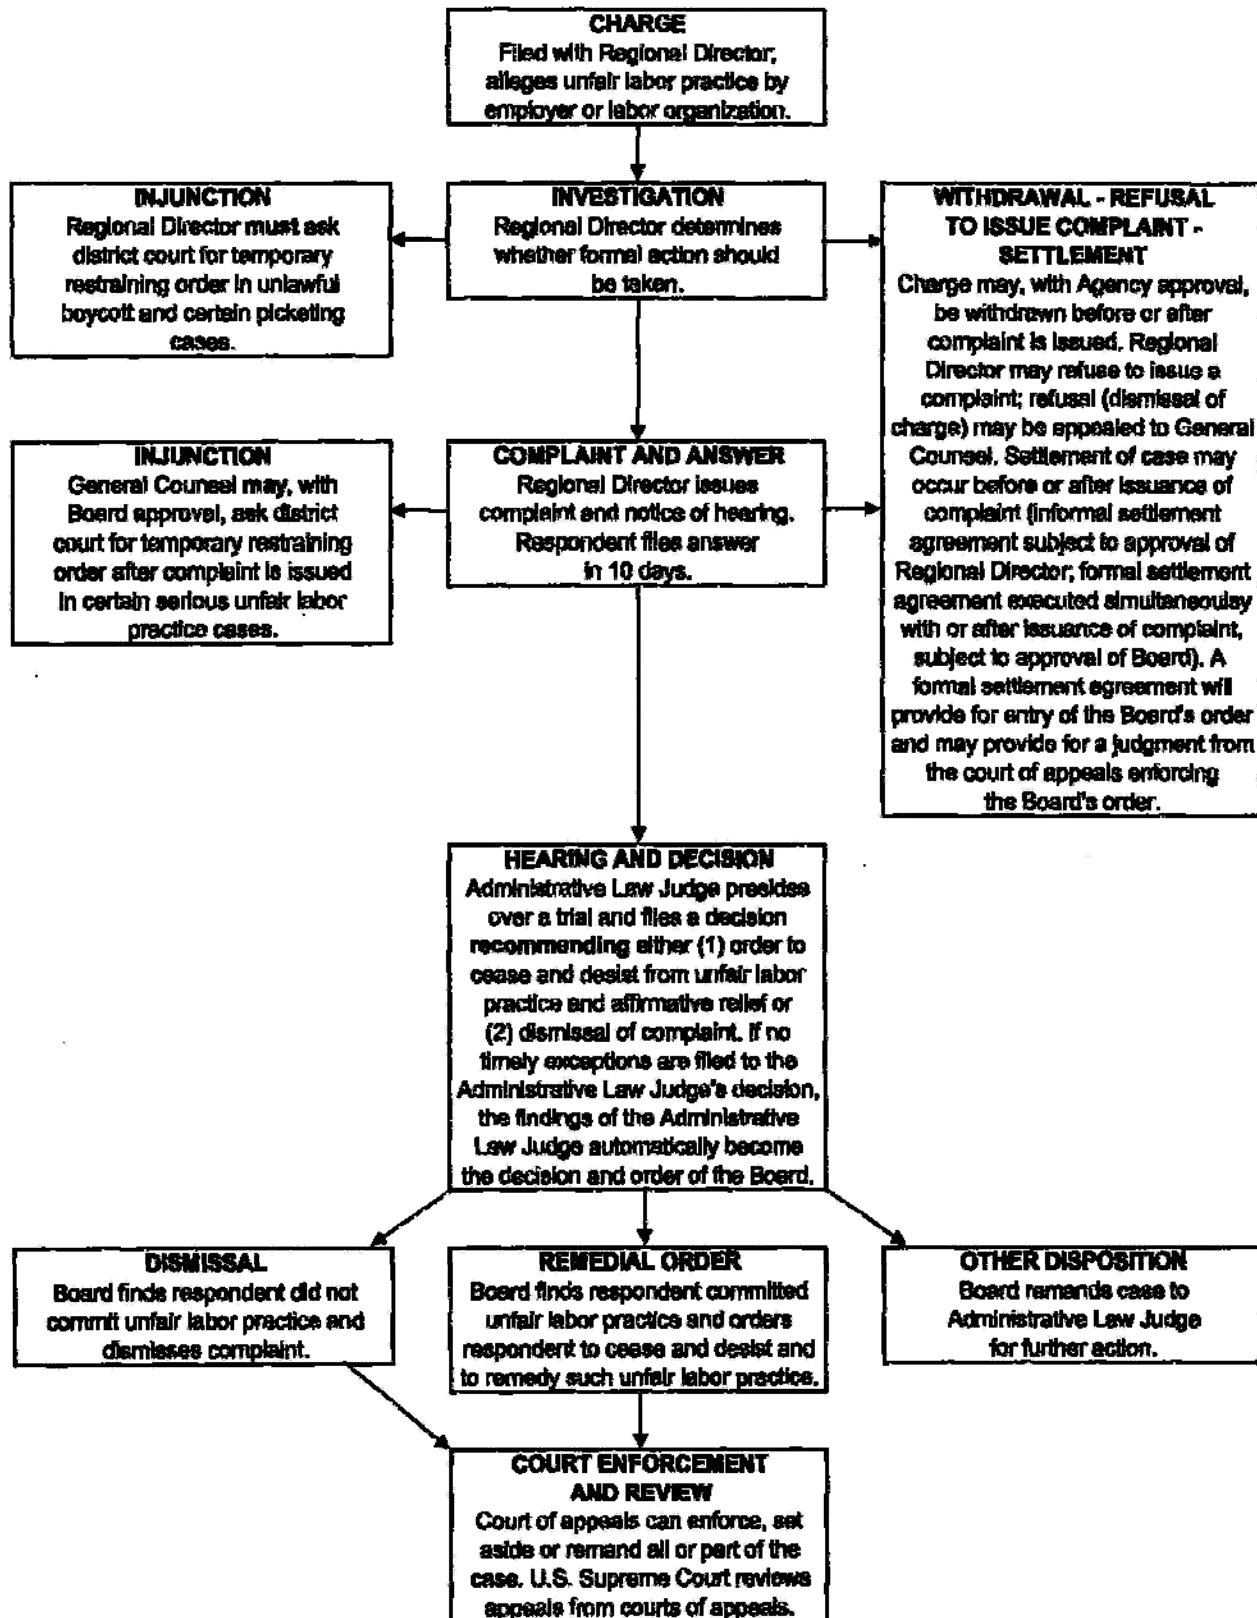 CHARGE
Filed with Regional Director,
alleges unfair labor practice by
employer or labor organization.
INJUNCTION
Regional Director must ask
district court for temporary
restraining order in unlawful
boycott and certain picketing
cases.
INVESTIGATION
Regional Director determines
whether formal action should
be taken.
WITHDRAWAL - REFUSAL
TO ISSUE COMPLAINT -
SETTLEMENT
Charge may, with Agency approval,
be withdrawn before or after
complaint is issued. Regional
Director may refuse to issue a
complaint; refusal (dismissal of
charge) may be appealed to General
Counsel. Settlement of case may
occur before or after issuance of
complaint (informal settlement
agreement subject to approval of
Regional Director; formal settlement
agreement executed simultaneoulsy
with or after issuance of complaint,
subject to approval of Board). A
formal settlement agreement will
provide for entry of the Board's order
and may provide for a judgment from
the court of appeals enforcing
the Board's order.
INJUNCTION
General Counsel may, with
Board approval, ask district
court for temporary restraining
order after complaint is issued
in certain serious unfair labor
practice cases.
COMPLAINT AND ANSWER
Regional Director issues
complaint and notice of hearing.
Respondent files answer
in 10 days.
HEARING AND DECISION
Administrative Law Judge presides
over a trial and files a decision
recommending either (1) order to
cease and desist from unfair labor
practice and affirmative relief or
(2) dismissal of complaint. If no
timely exceptions are filed to the
Administrative Law Judge's decision,
the findings of the Administrative
Law Judge automatically become
the decision and order of the Board.
DISMISSAL
Board finds respondent did not
commit unfair labor practice and
dismisses complaint.
REMEDIAL ORDER
Board finds respondent committed
unfair labor practice and orders
respondent to cease and desist and
to remedy such unfair labor practice.
OTHER DISPOSITION
Board remands case to
Administrative Law Judge
for further action.
COURT ENFORCEMENT
AND REVIEW
Court of appeals can enforce, set
aside or remand all or part of the
case. U.S. Supreme Court reviews
appeals from courts of appeals.